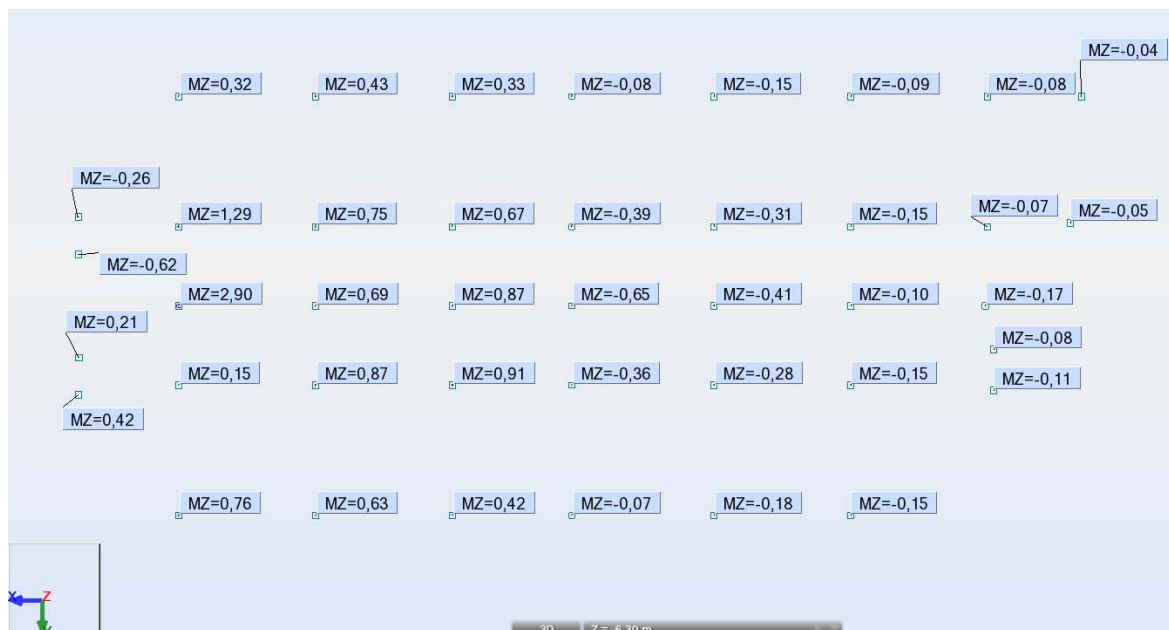 MZ=-0,04
MZ=0,32 MZ=0,43 MZ=0,33 MZ=-0,08 MZ=-0,15 MZ=-0,09 MZ=-0,08
MZ=-0,26
MZ=1,29 MZ=0,75 MZ=0,67 MZ=-0,39 MZ=-0,31 MZ=-0,15 MZ=-0,07 MZ=-0,05
MZ=-0,62
MZ=2,90 MZ=0,69 MZ=0,87 MZ=-0,65 MZ=-0,41 MZ=-0,10 MZ=-0,17
MZ=0,21
MZ=-0,08
MZ=0,15 MZ=0,87 MZ=0,91 MZ=-0,36 MZ=-0,28 MZ=-0,15 MZ=-0,11
MZ=0,42
MZ=0,76 MZ=0,63 MZ=0,42 MZ=-0,07 MZ=-0,18 MZ=-0,15
X Z
Y
3D Z = -6,30 m